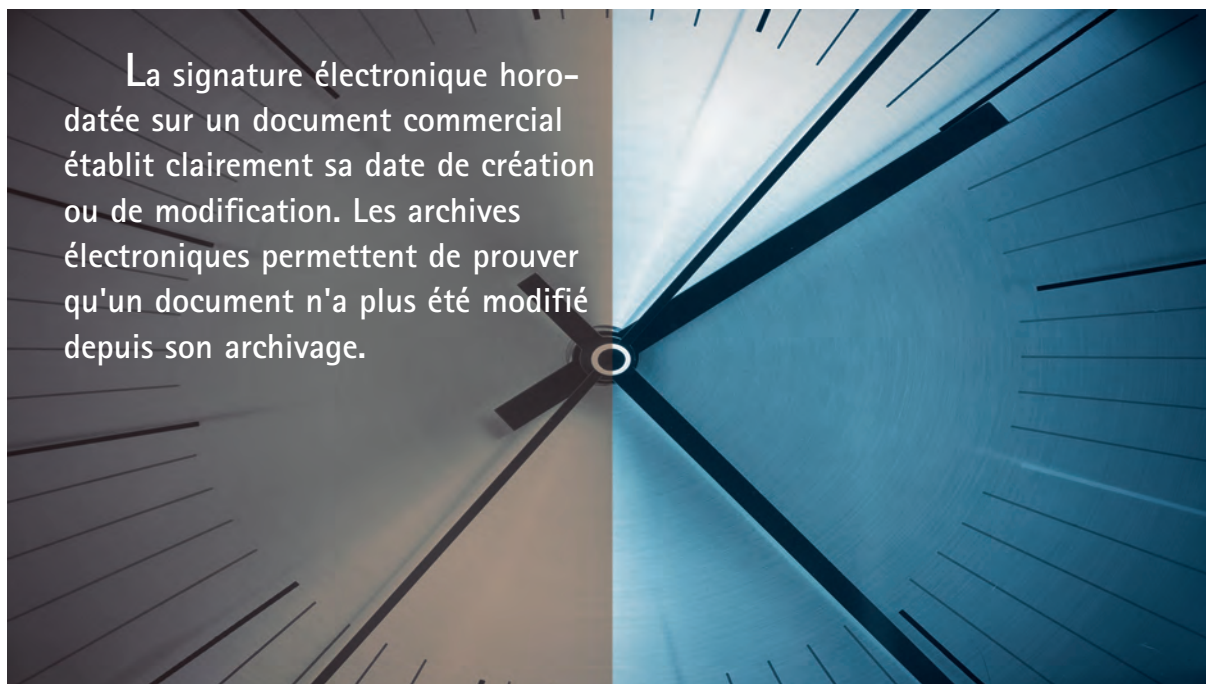 La signature électronique horo-
datée sur un document commercial
établit clairement sa date de création
ou de modification. Les archives
électroniques permettent de prouver
qu'un document n'a plus été modifié
depuis son archivage.